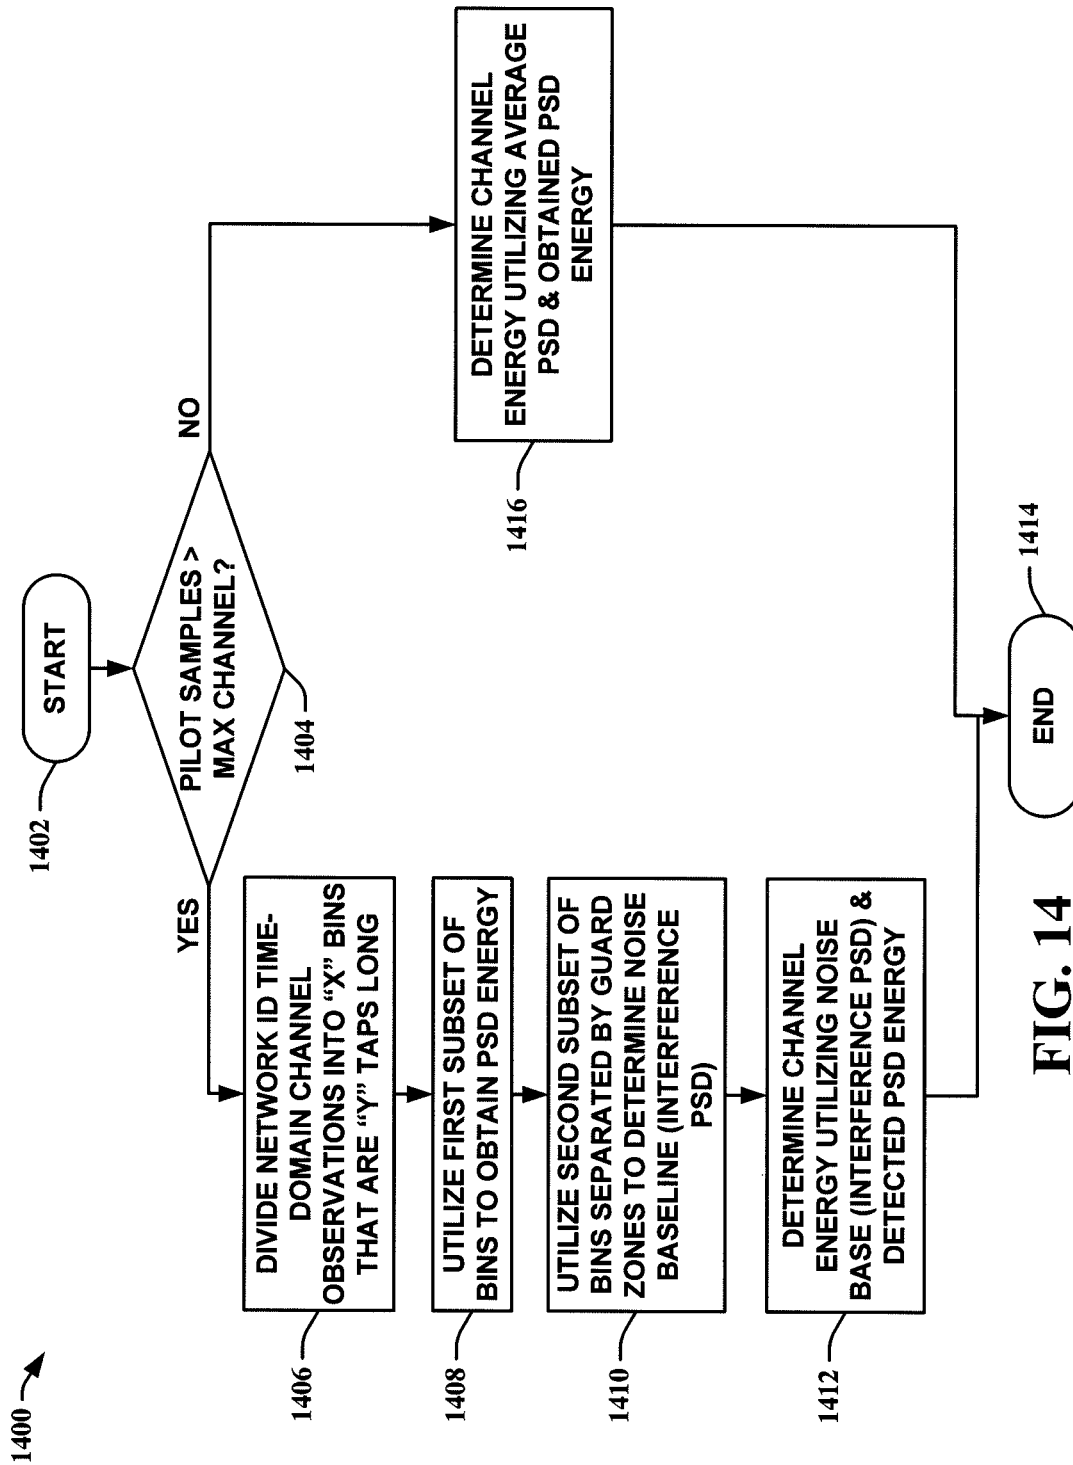 1400
START
1402
PILOT SAMPLES >
MAX CHANNEL?
1404
YES
NO
DIVIDE NETWORK ID TIME-
DOMAIN CHANNEL
OBSERVATIONS INTO “X” BINS
THAT ARE “Y” TAPS LONG
1406
UTILIZE FIRST SUBSET OF
BINS TO OBTAIN PSD ENERGY
1408
UTILIZE SECOND SUBSET OF
BINS SEPARATED BY GUARD
ZONES TO DETERMINE NOISE
BASELINE (INTERFERENCE
PSD)
1410
DETERMINE CHANNEL
ENERGY UTILIZING NOISE
BASE (INTERFERENCE PSD) &
DETECTED PSD ENERGY
1412
DETERMINE CHANNEL
ENERGY UTILIZING AVERAGE
PSD & OBTAINED PSD
ENERGY
1416
END
1414
FIG. 14